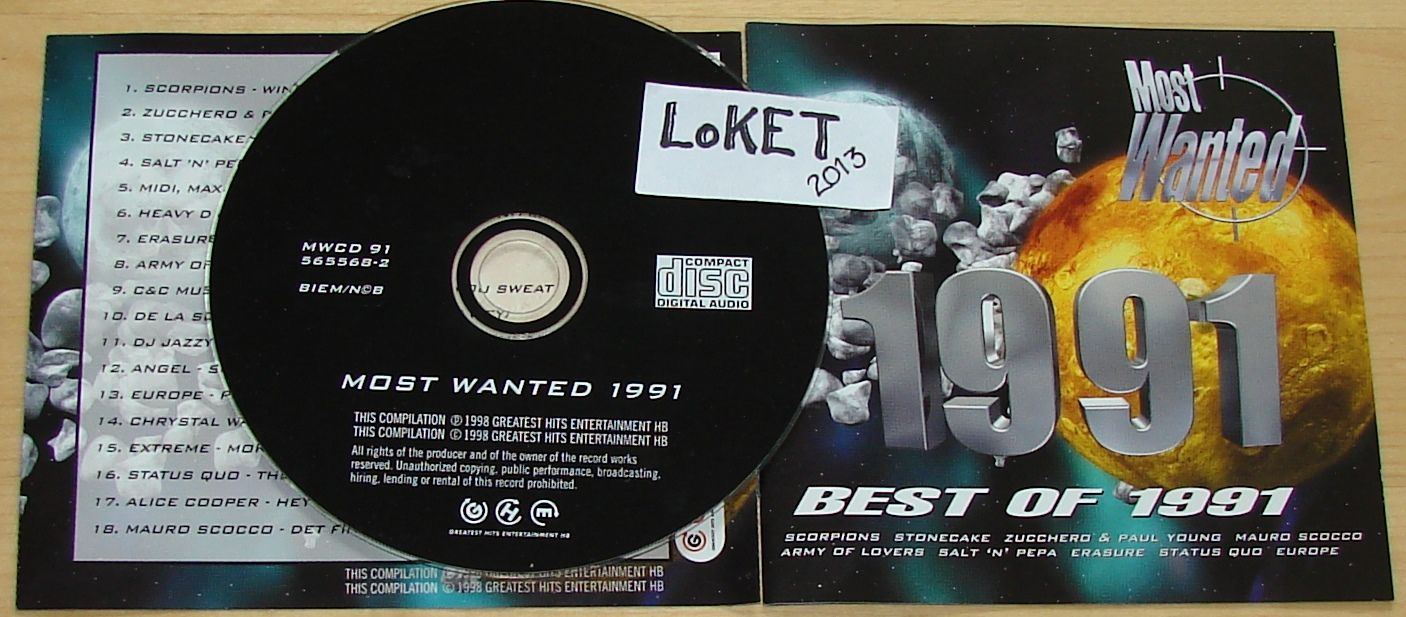 1. SCORPIONS - WIN
2. ZUCCHERO &
3. STONECAKE
4. SALT 'N' PEP
5. MIDI, MAX
6. HEAVY D
7. ERASURE
8. ARMY OF
9. C&C MUS
10. DE LA S
11. DJ JAZZY
12. ANGEL - S
13. EUROPE - P
14. CHRYSTAL W
15. EXTREME - MOR
16. STATUS QUO - TH
17. ALICE COOPER - HEY
18. MAURO SCOCCO - DET FI
THIS COMPILATION ENTERTAINMENT HB
THIS COMPILATION © 1998 GREATEST HITS ENTERTAINMENT HB
MWCD 91
565568-2
BIEM/N©B
OU SWEAT
COMPACT
disc
DIGITAL AUDIO
MOST WANTED 1991
THIS COMPILATION ℗ 1998 GREATEST HITS ENTERTAINMENT HB
THIS COMPILATION © 1998 GREATEST HITS ENTERTAINMENT HB
All rights of the producer and of the owner of the record works
reserved. Unauthorized copying, public performance, broadcasting,
hiring, lending or rental of this record prohibited.
G H E
GREATEST HITS ENTERTAINMENT HB
LoKET
2013
Most
Wanted
1991
BEST OF 1991
SCORPIONS STONECAKE ZUCCHERO & PAUL YOUNG MAURO SCOCCO
ARMY OF LOVERS SALT 'N' PEPA ERASURE STATUS QUO EUROPE